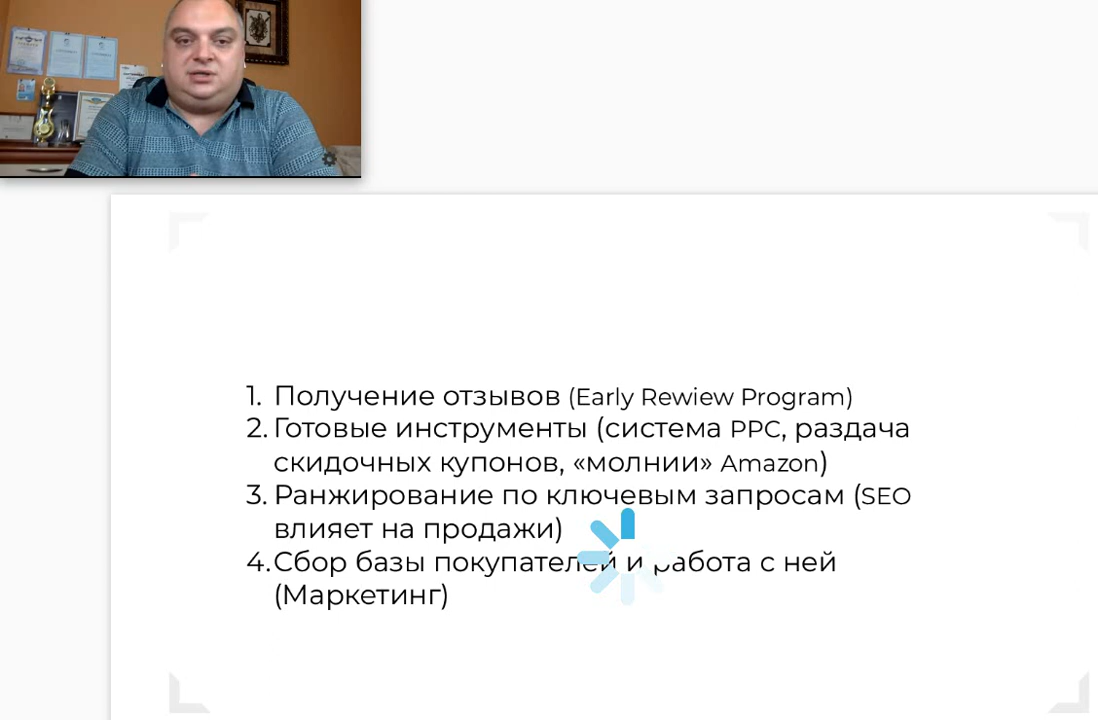 1. Получение отзывов (Early Rewiew Program)
2. Готовые инструменты (система PPC, раздача
скидочных купонов, «молнии» Amazon)
3. Ранжирование по ключевым запросам (SEO
влияет на продажи)
4. Сбор базы покупателей и работа с ней
(Маркетинг)